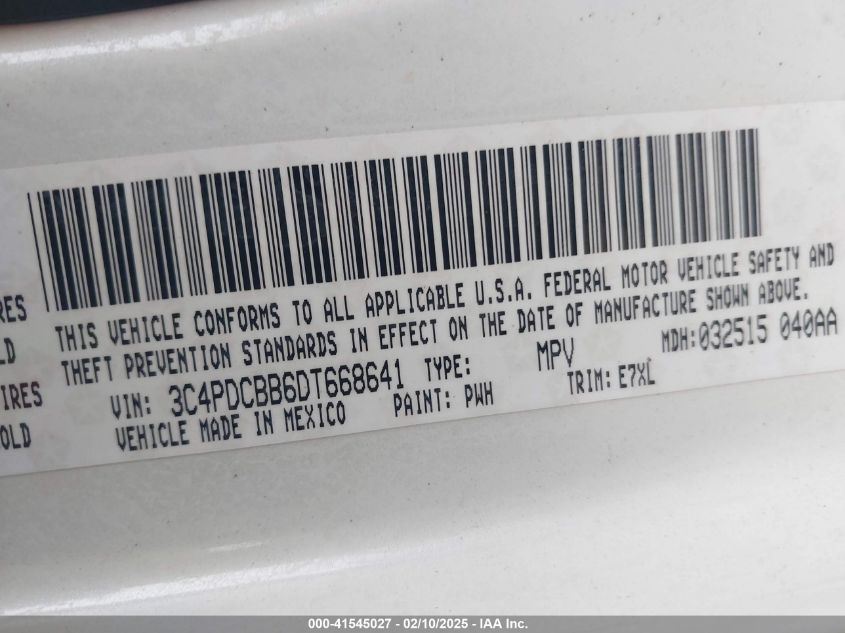 THIS VEHICLE CONFORMS TO ALL APPLICABLE U.S.A. FEDERAL MOTOR VEHICLE SAFETY AND
THEFT PREVENTION STANDARDS IN EFFECT ON THE DATE OF MANUFACTURE SHOWN ABOVE.
RES
LD
IRES
OLD
MDH: 032515 040AA
VIN: 3C4PDCBB6DT668641 TYPE: MPV
VEHICLE MADE IN MEXICO PAINT: PWH TRIM: E7XL
000-41545027 - 02/10/2025 - IAA Inc.